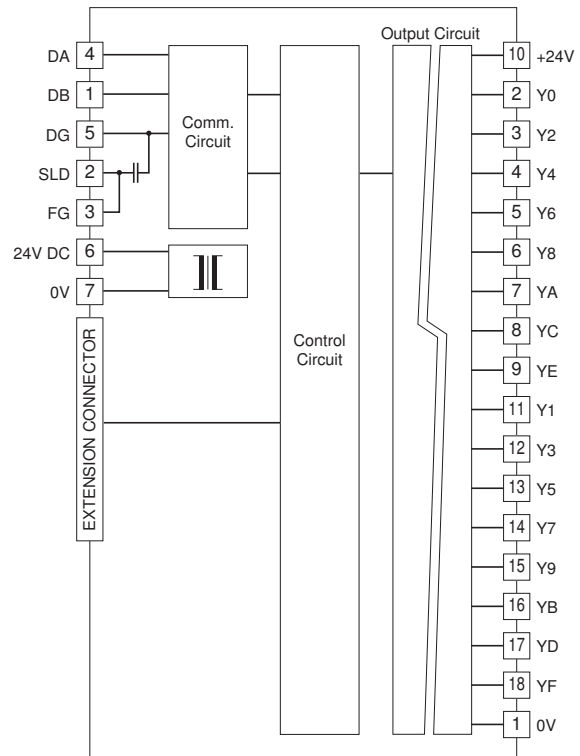 Output Circuit
DA 4
DB 1
DG 5
SLD 2
FG 3
24V DC 6
0V 7
EXTENSION CONNECTOR
Comm.
Circuit
Control
Circuit
10 +24V
2 Y0
3 Y2
4 Y4
5 Y6
6 Y8
7 YA
8 YC
9 YE
11 Y1
12 Y3
13 Y5
14 Y7
15 Y9
16 YB
17 YD
18 YF
1 0V